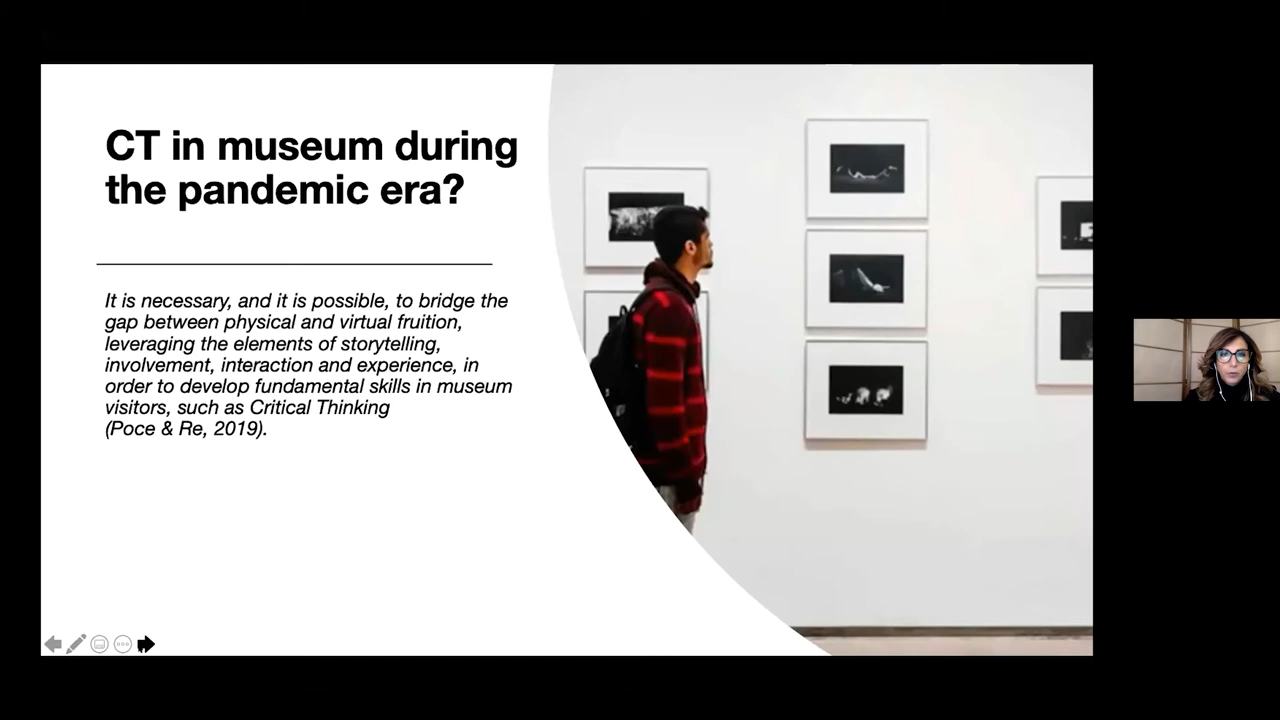 CT in museum during
the pandemic era?
It is necessary, and it is possible, to bridge the
gap between physical and virtual fruition,
leveraging the elements of storytelling,
involvement, interaction and experience, in
order to develop fundamental skills in museum
visitors, such as Critical Thinking
(Poce & Re, 2019).